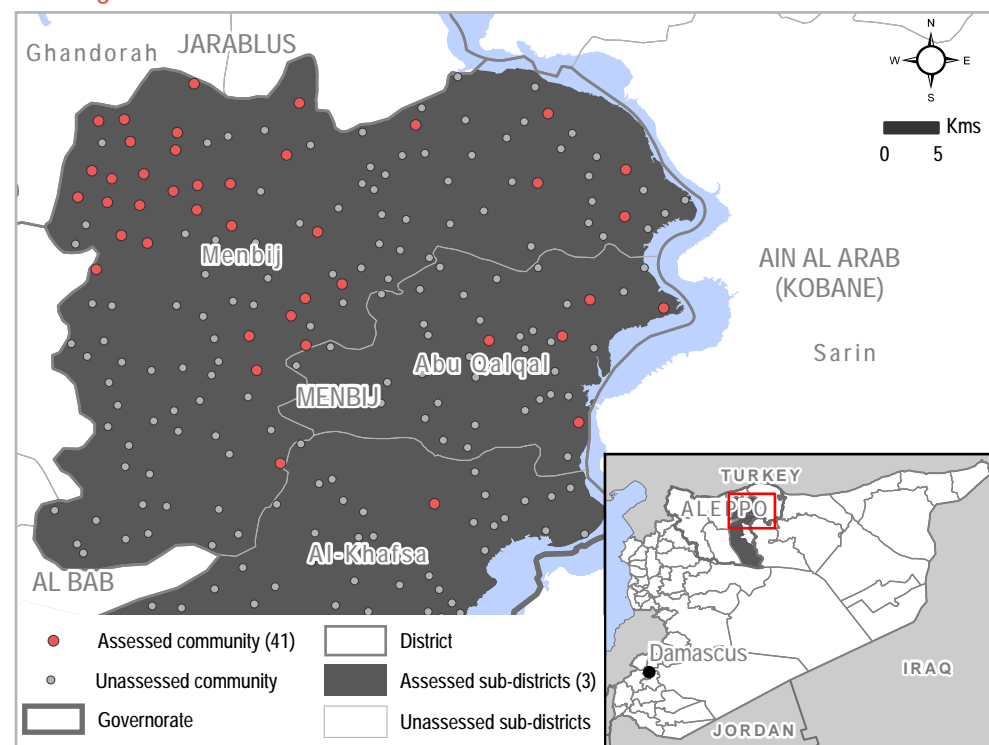 Ghandorah
JARABLUS
N
W E
S
Kms
0 5
Menbij
AIN AL ARAB
(KOBANE)
Sarin
Abu Qalqal
MENBIJ
Al-Khafsa
AL BAB
TURKEY
ALEPPO
Damascus
IRAQ
JORDAN
Assessed community (41)
Unassessed community
Governorate
District
Assessed sub-districts (3)
Unassessed sub-districts